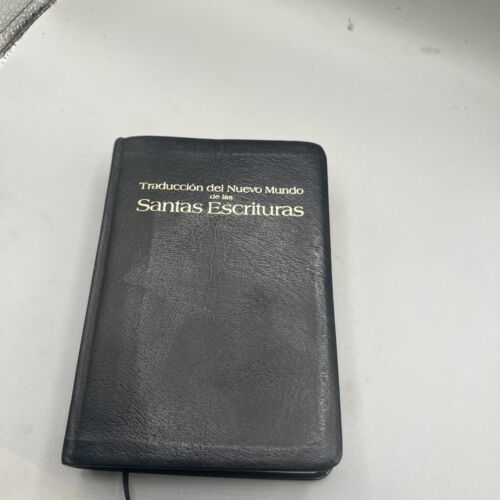 Traducción del Nuevo Mundo
de las
Santas Escrituras